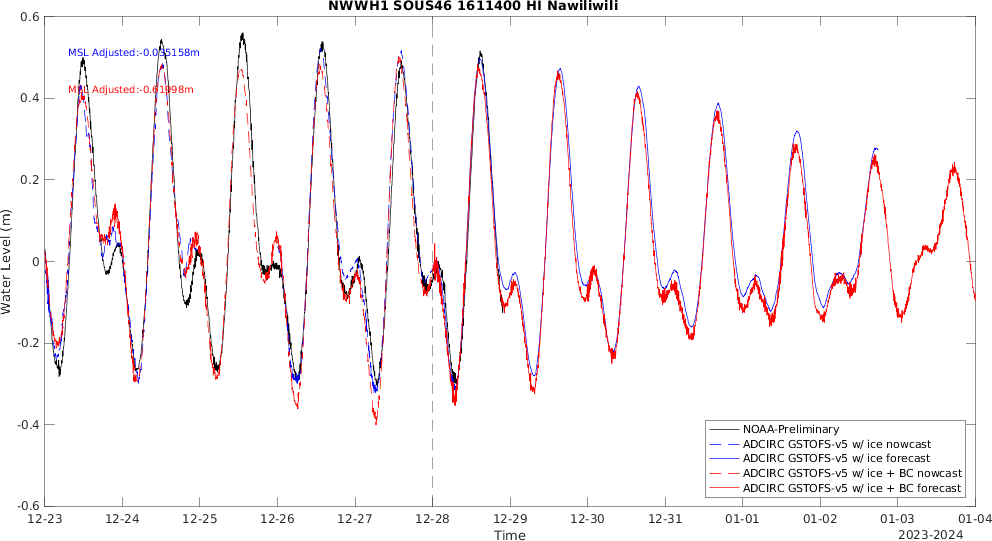 NWWH1 SOUS46 1611400 HI Nawiliwili
MSL Adjusted:-0.035158m
MSL Adjusted:-0.61998m
Water Level (m)
0.6
0.4
0.2
0
-0.2
-0.4
-0.6
12-23 12-24 12-25 12-26 12-27 12-28 12-29 12-30 12-31 01-01 01-02 01-03 01-04
Time
2023-2024
NOAA-Preliminary
ADCIRC GSTOFS-v5 w/ ice nowcast
ADCIRC GSTOFS-v5 w/ ice forecast
ADCIRC GSTOFS-v5 w/ ice + BC nowcast
ADCIRC GSTOFS-v5 w/ ice + BC forecast